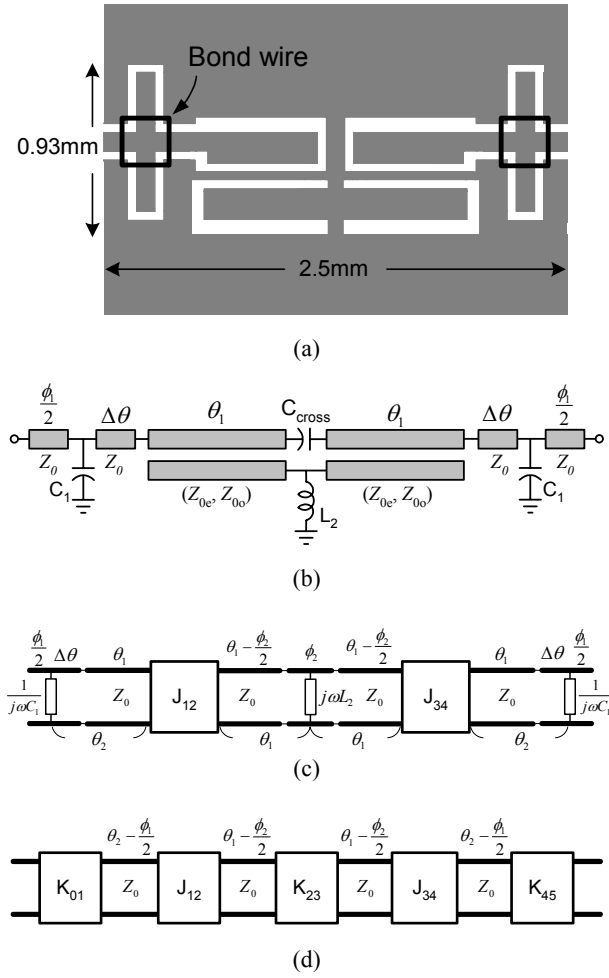 Bond wire
0.93mm
2.5mm
(a)
ϕ₁/2 Δθ θ₁ C_cross θ₁ Δθ ϕ₁/2
Z₀ Z₀ Z₀ Z₀
C₁ (Z₀ₑ, Z₀ₒ) L₂ (Z₀ₑ, Z₀ₒ) C₁
(b)
ϕ₁/2 Δθ θ₁ θ₁ - ϕ₂/2 ϕ₂ θ₁ - ϕ₂/2 θ₁ Δθ ϕ₁/2
1/jωC₁ Z₀ J₁₂ Z₀ jωL₂ Z₀ J₃₄ Z₀ 1/jωC₁
θ₂ θ₁ θ₁ θ₂
(c)
θ₂ - ϕ₁/2 θ₁ - ϕ₂/2 θ₁ - ϕ₂/2 θ₂ - ϕ₁/2
K₀₁ Z₀ J₁₂ Z₀ K₂₃ Z₀ J₃₄ Z₀ K₄₅
(d)